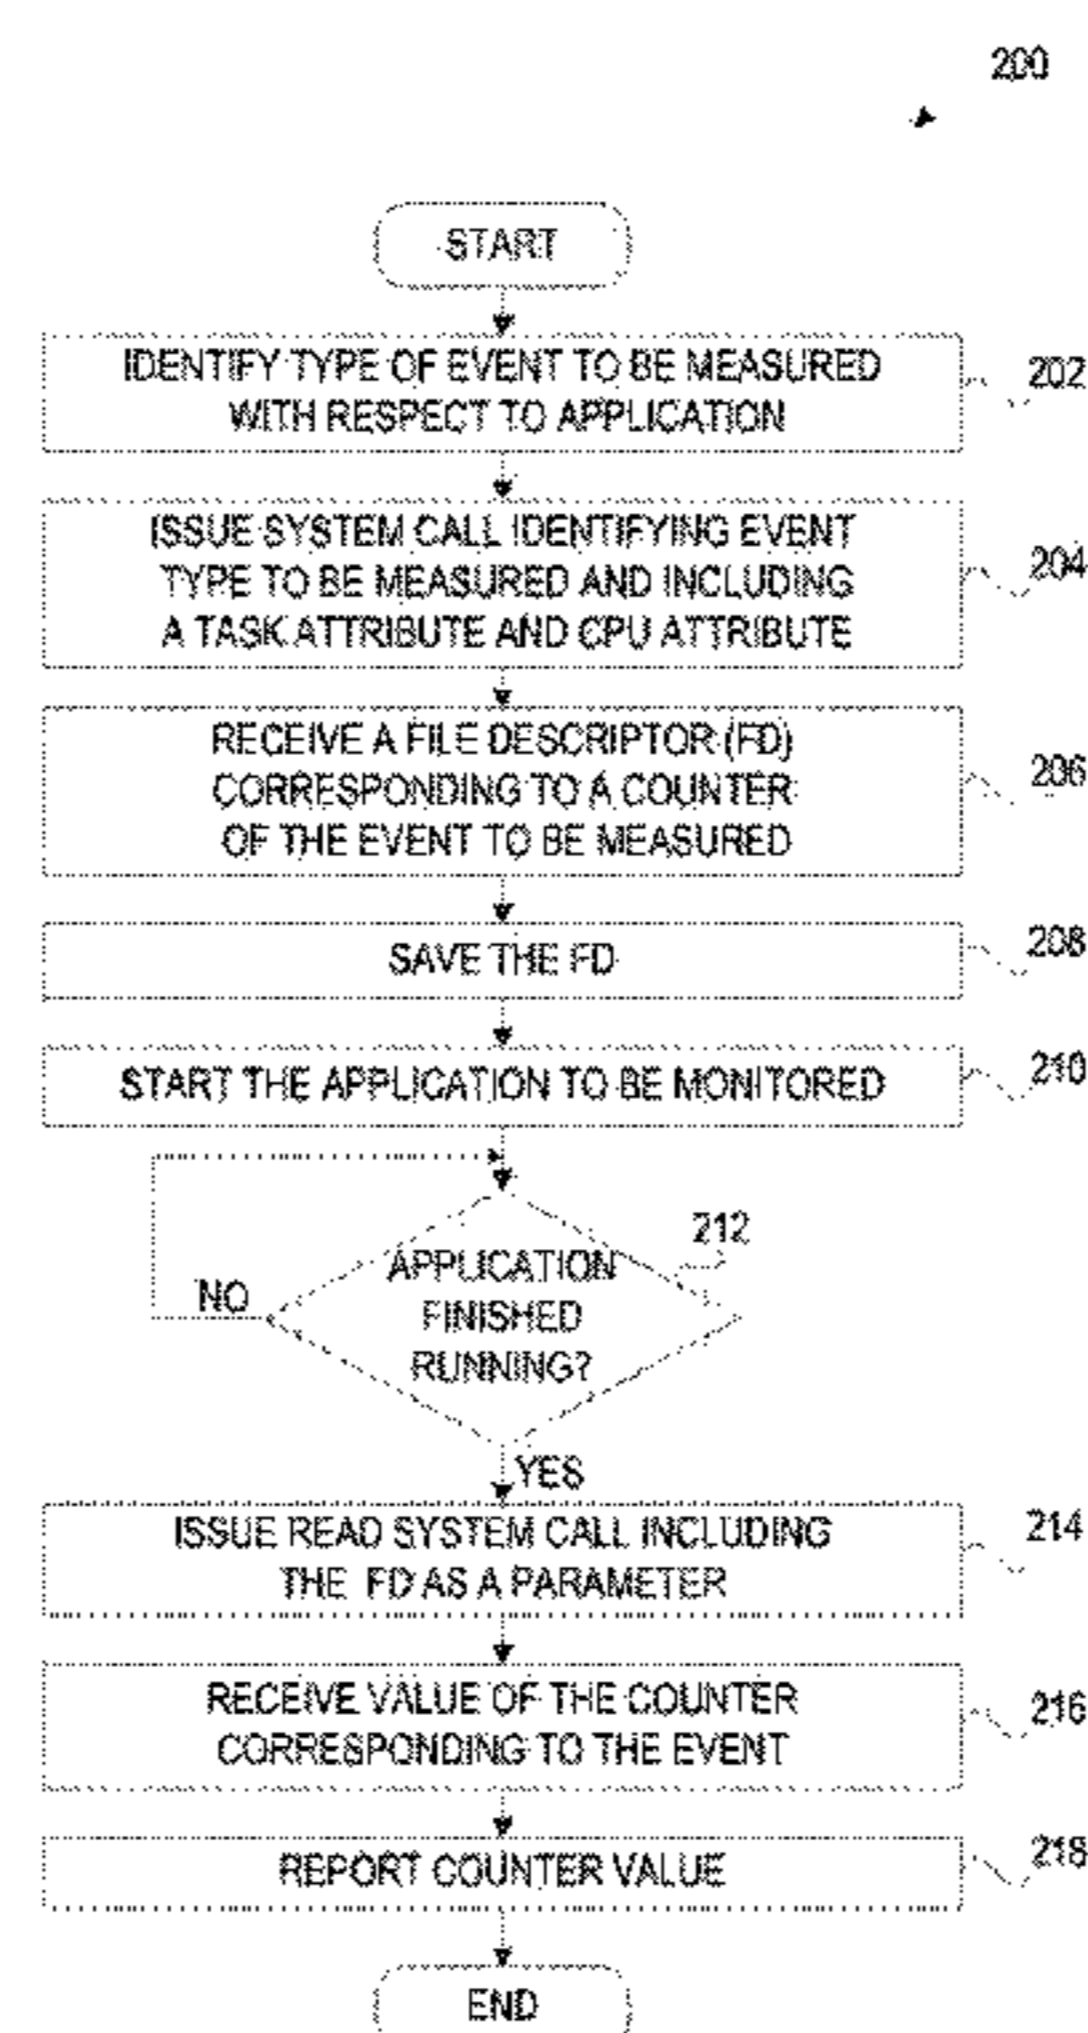 200
START
IDENTIFY TYPE OF EVENT TO BE MEASURED
WITH RESPECT TO APPLICATION
202
ISSUE SYSTEM CALL IDENTIFYING EVENT
TYPE TO BE MEASURED AND INCLUDING
A TASK ATTRIBUTE AND CPU ATTRIBUTE
204
RECEIVE A FILE DESCRIPTOR (FD)
CORRESPONDING TO A COUNTER
OF THE EVENT TO BE MEASURED
206
SAVE THE FD
208
START THE APPLICATION TO BE MONITORED
210
212
APPLICATION
FINISHED
RUNNING?
NO
YES
ISSUE READ SYSTEM CALL INCLUDING
THE FD AS A PARAMETER
214
RECEIVE VALUE OF THE COUNTER
CORRESPONDING TO THE EVENT
216
REPORT COUNTER VALUE
218
END